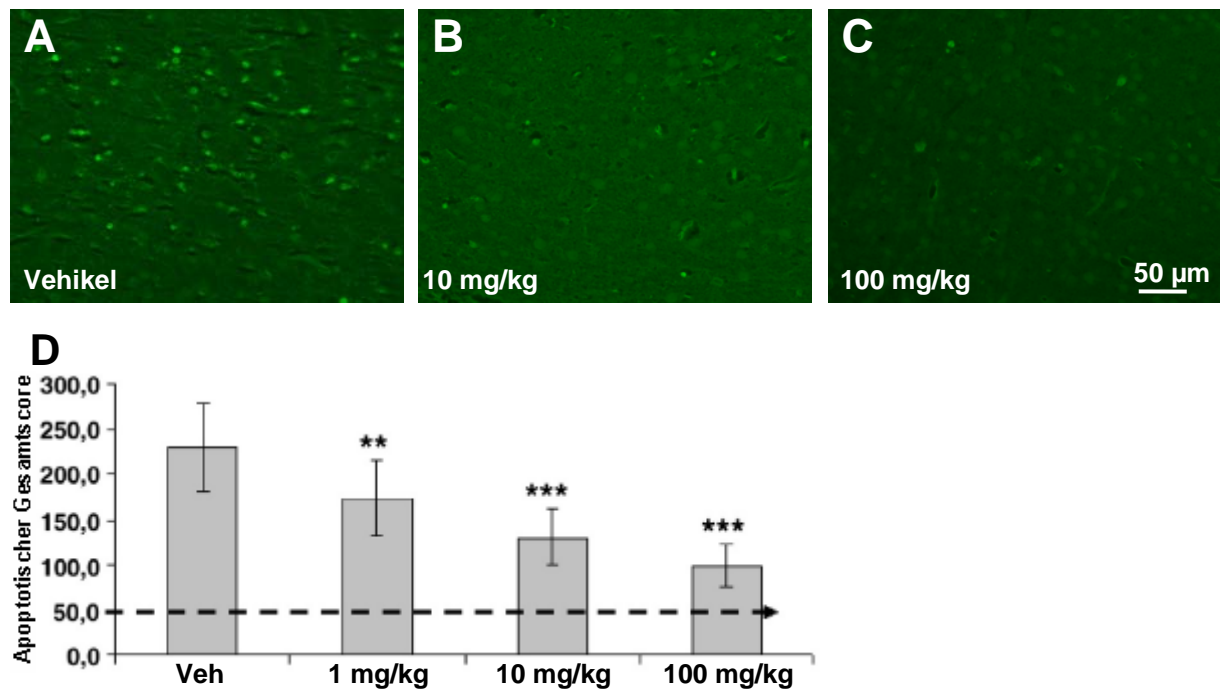 A
B
C
Vehikel
10 mg/kg
100 mg/kg
50 µm
D
Apoptotischer Gesamtscore
300,0
250,0
200,0
150,0
100,0
50,0
0,0
**
***
***
Veh
1 mg/kg
10 mg/kg
100 mg/kg